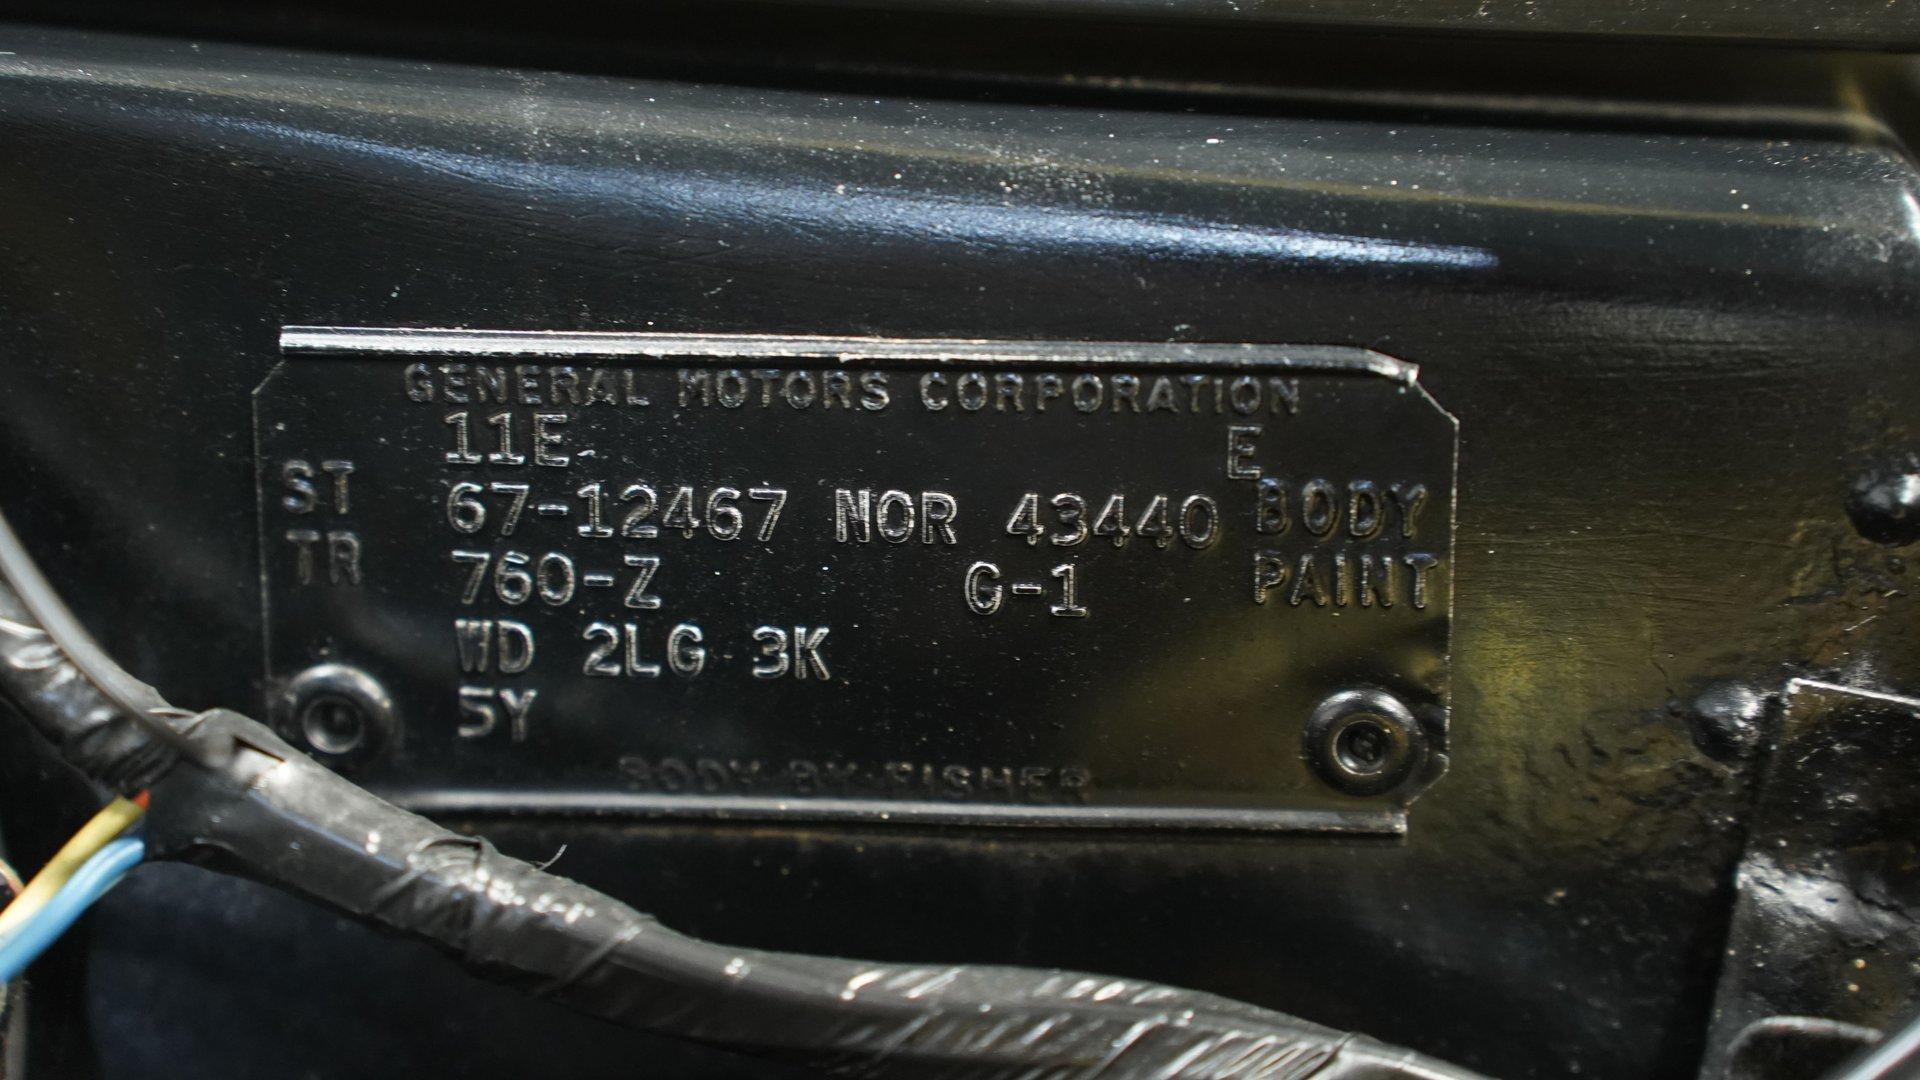 GENERAL MOTORS CORPORATION
11E E
ST 67-12467 NOR 43440 BODY
TR 760-Z G-1 PAINT
WD 2LG 3K
5Y
BODY BY FISHER